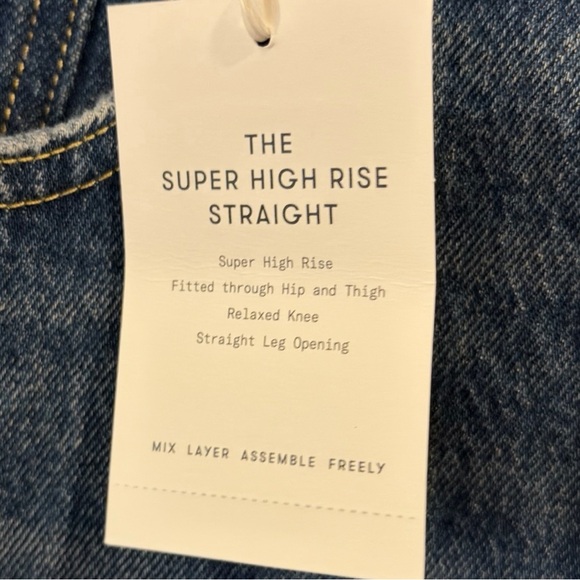 THE
SUPER HIGH RISE
STRAIGHT
Super High Rise
Fitted through Hip and Thigh
Relaxed Knee
Straight Leg Opening
MIX LAYER ASSEMBLE FREELY